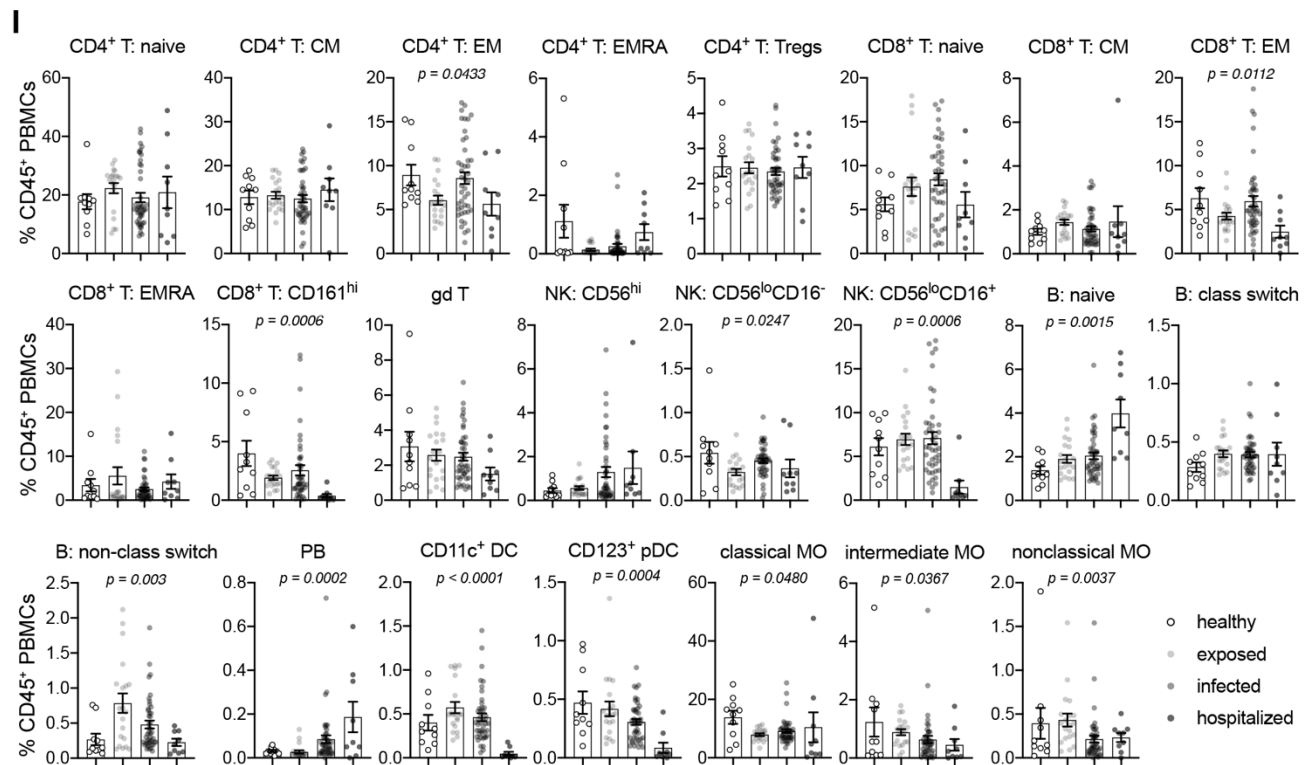 I
CD4⁺ T: naive
CD4⁺ T: CM
CD4⁺ T: EM
CD4⁺ T: EMRA
CD4⁺ T: Tregs
CD8⁺ T: naive
CD8⁺ T: CM
CD8⁺ T: EM
p = 0.0433
p = 0.0112
% CD45⁺ PBMCs
60
40
20
0
40
30
20
10
0
20
15
10
5
0
6
4
2
0
5
4
3
2
1
0
20
15
10
5
0
8
6
4
2
0
20
15
10
5
0
CD8⁺ T: EMRA
CD8⁺ T: CD161ʰⁱ
gd T
NK: CD56ʰⁱ
NK: CD56ˡᵒCD16⁻
NK: CD56ˡᵒCD16⁺
B: naive
B: class switch
p = 0.0006
p = 0.0247
p = 0.0006
p = 0.0015
% CD45⁺ PBMCs
40
30
20
10
0
15
10
5
0
10
8
6
4
2
0
8
6
4
2
0
2.0
1.5
1.0
0.5
0.0
20
15
10
5
0
8
6
4
2
0
1.5
1.0
0.5
0.0
B: non-class switch
PB
CD11c⁺ DC
CD123⁺ pDC
classical MO
intermediate MO
nonclassical MO
p = 0.003
p = 0.0002
p < 0.0001
p = 0.0004
p = 0.0480
p = 0.0367
p = 0.0037
% CD45⁺ PBMCs
2.5
2.0
1.5
1.0
0.5
0.0
0.8
0.6
0.4
0.2
0.0
2.0
1.5
1.0
0.5
0.0
1.5
1.0
0.5
0.0
60
40
20
0
6
4
2
0
2.0
1.5
1.0
0.5
0.0
healthy
exposed
infected
hospitalized